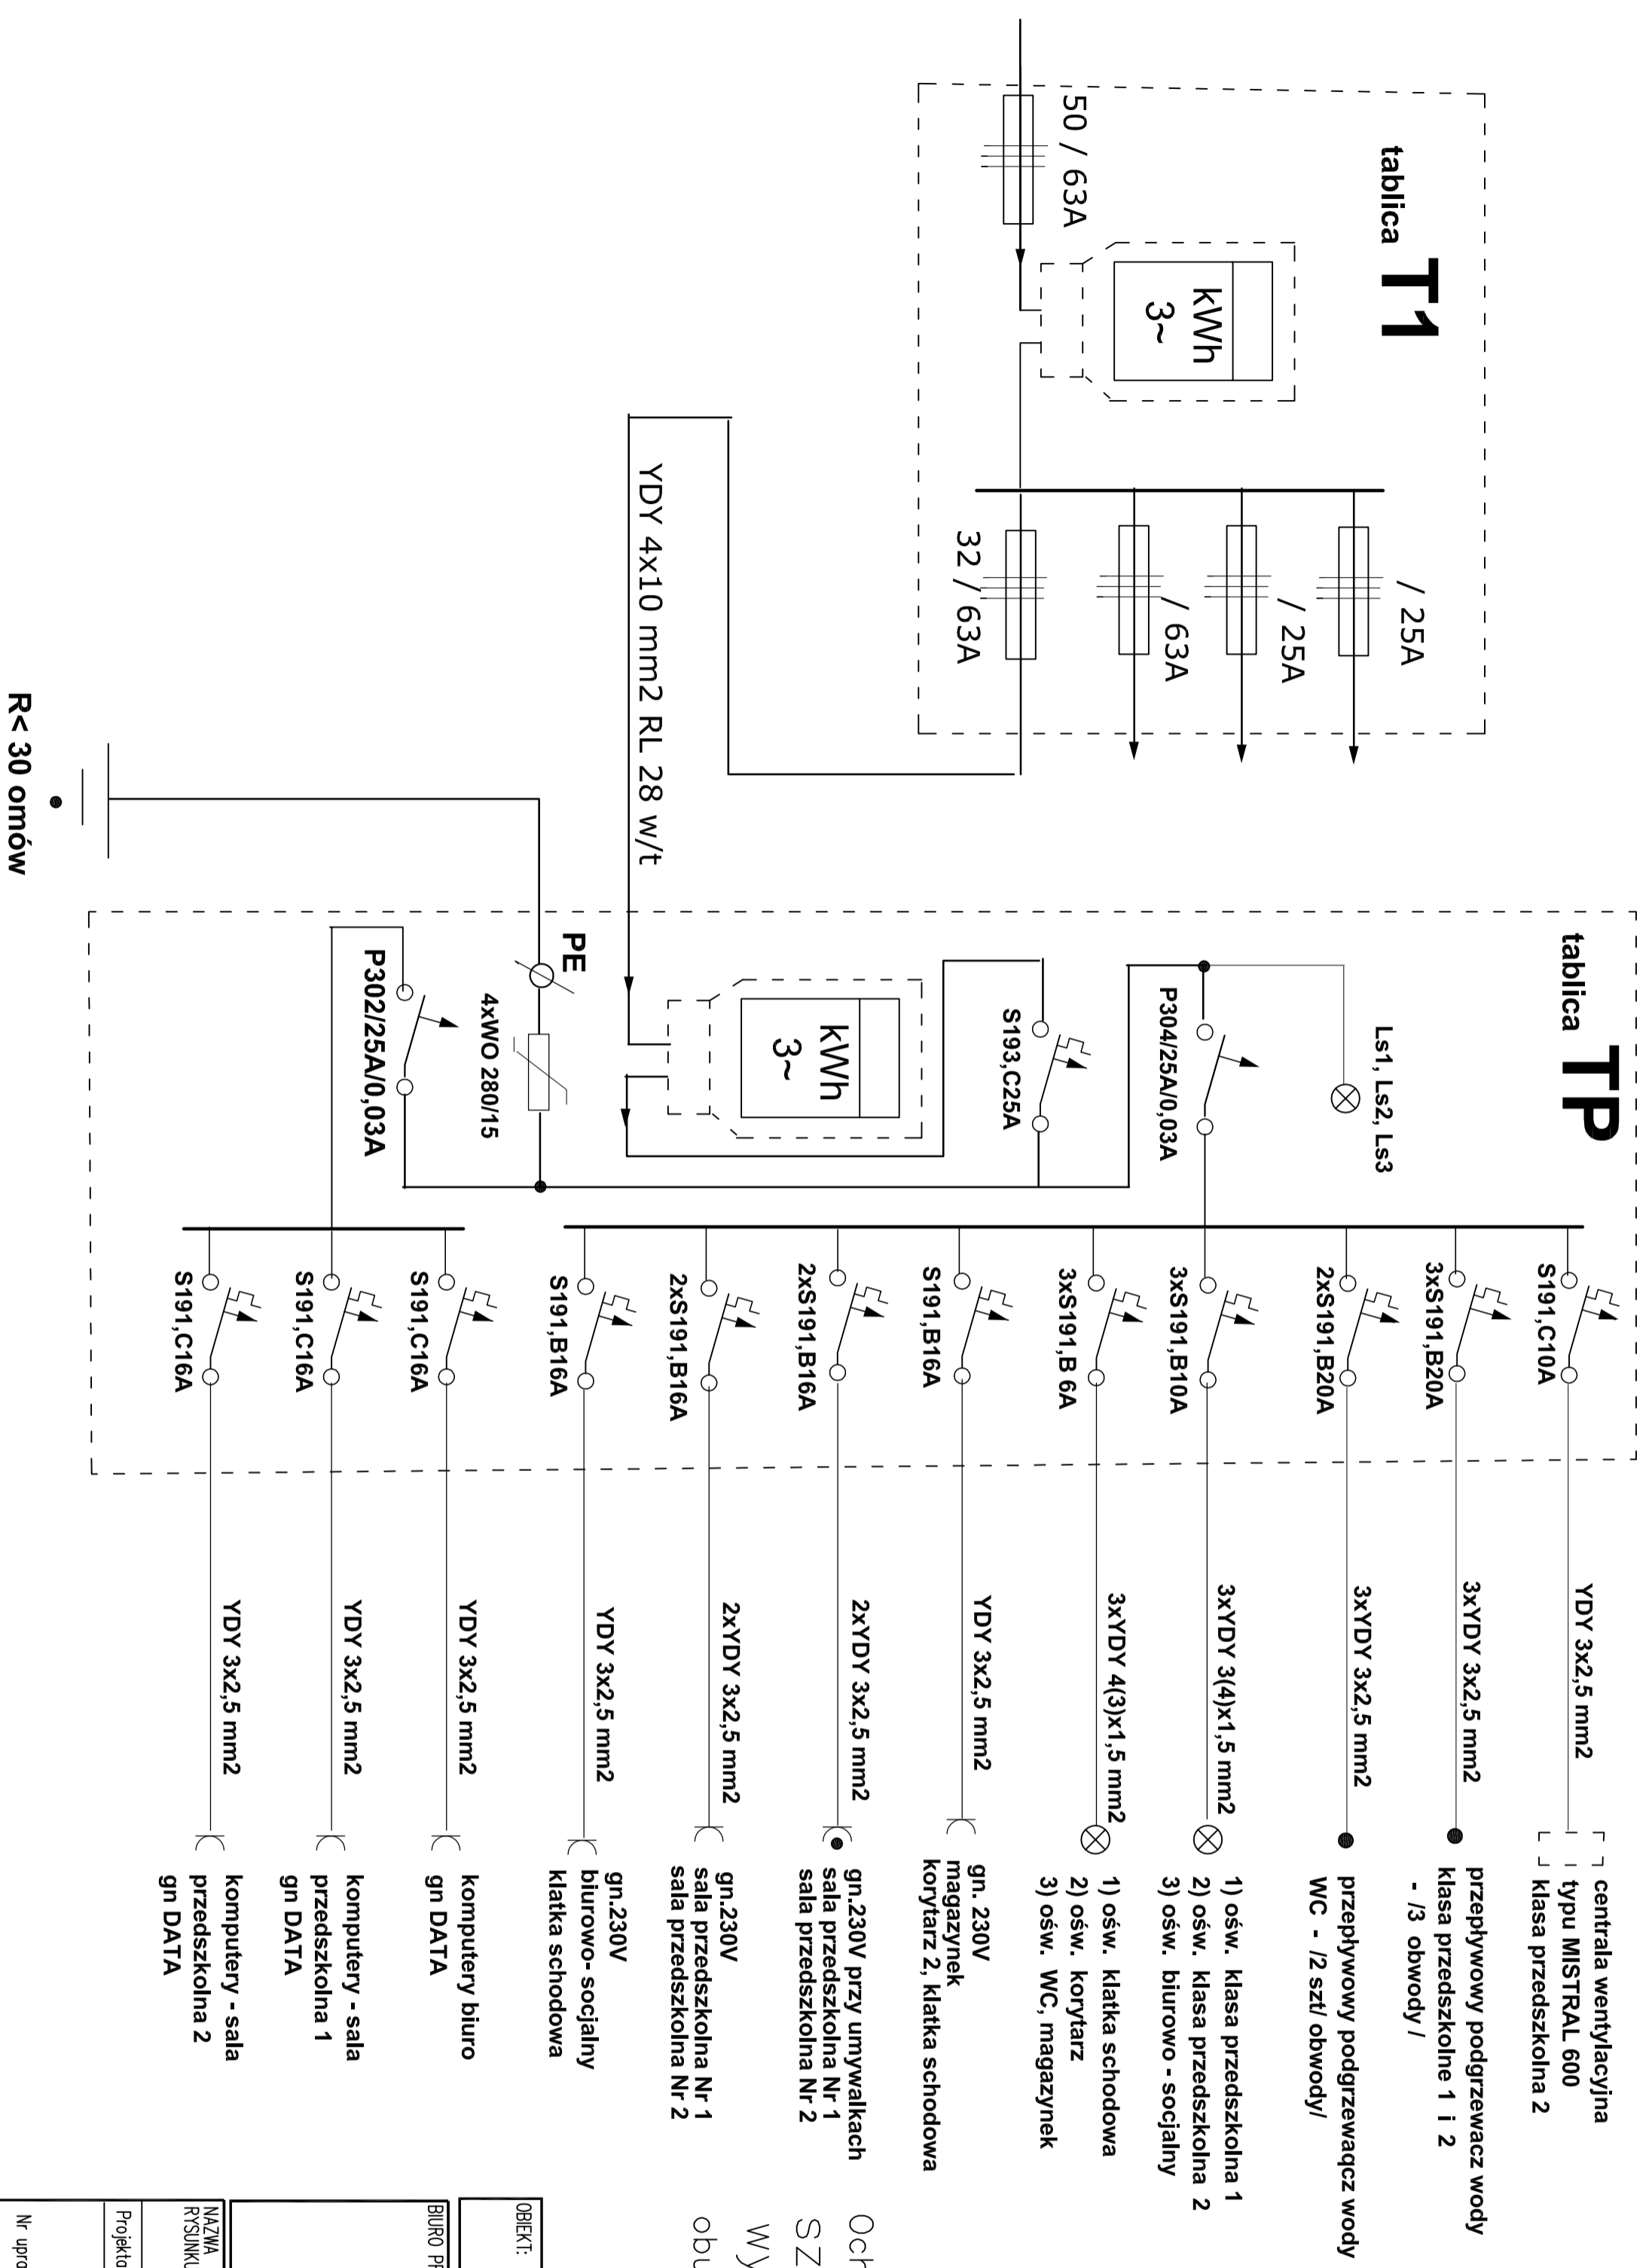 tablica T1
50 / 63A
kWh
3~
/ 25A
/ 25A
/ 63A
32 / 63A
YDY 4x10 mm2 RL 28 w/t
R< 30 omów
tablica TP
Ls1, Ls2, Ls3
P304/25A/0,03A
S193,C25A
kWh
3~
PE
4xWO 280/15
P302/25A/0,03A
S191,C10A
YDY 3x2,5 mm2
centrala wentylacyjna
typu MISTRAL 600
klasa przedszkolna 2
3xS191,B20A
3xYDY 3x2,5 mm2
przepływowy podgrzewacz wody
klasa przedszkolne 1 i 2
- /3 obwody /
2xS191,B20A
3xYDY 3x2,5 mm2
przepływowy podgrzewaqcz wody
WC - /2 szt/ obwody/
3xS191,B10A
3xYDY 3(4)x1,5 mm2
1) ośw. klasa przedszkolna 1
2) ośw. klasa przedszkolna 2
3) ośw. biurowo - socjalny
3xS191,B 6A
3xYDY 4(3)x1,5 mm2
1) ośw. klatka schodowa
2) ośw. korytarz
3) ośw. WC, magazynek
S191,B16A
YDY 3x2,5 mm2
gn. 230V
magazynek
korytarz 2, klatka schodowa
2xS191,B16A
2xYDY 3x2,5 mm2
gn.230V przy umywalkach
sala przedszkolna Nr 1
sala przedszkolna Nr 2
2xS191,B16A
2xYDY 3x2,5 mm2
gn.230V
sala przedszkolna Nr 1
sala przedszkolna Nr 2
S191,B16A
YDY 3x2,5 mm2
gn.230V
biurowo- socjalny
klatka schodowa
S191,C16A
YDY 3x2,5 mm2
komputery biuro
gn DATA
S191,C16A
YDY 3x2,5 mm2
komputery - sala
przedszkolna 1
gn DATA
S191,C16A
YDY 3x2,5 mm2
komputery - sala
przedszkolna 2
gn DATA
Och
SZ
Wy
obu
OBIEKT:
BIURO PR
NAZWA
RYSUNKU
Projekta
Nr upra